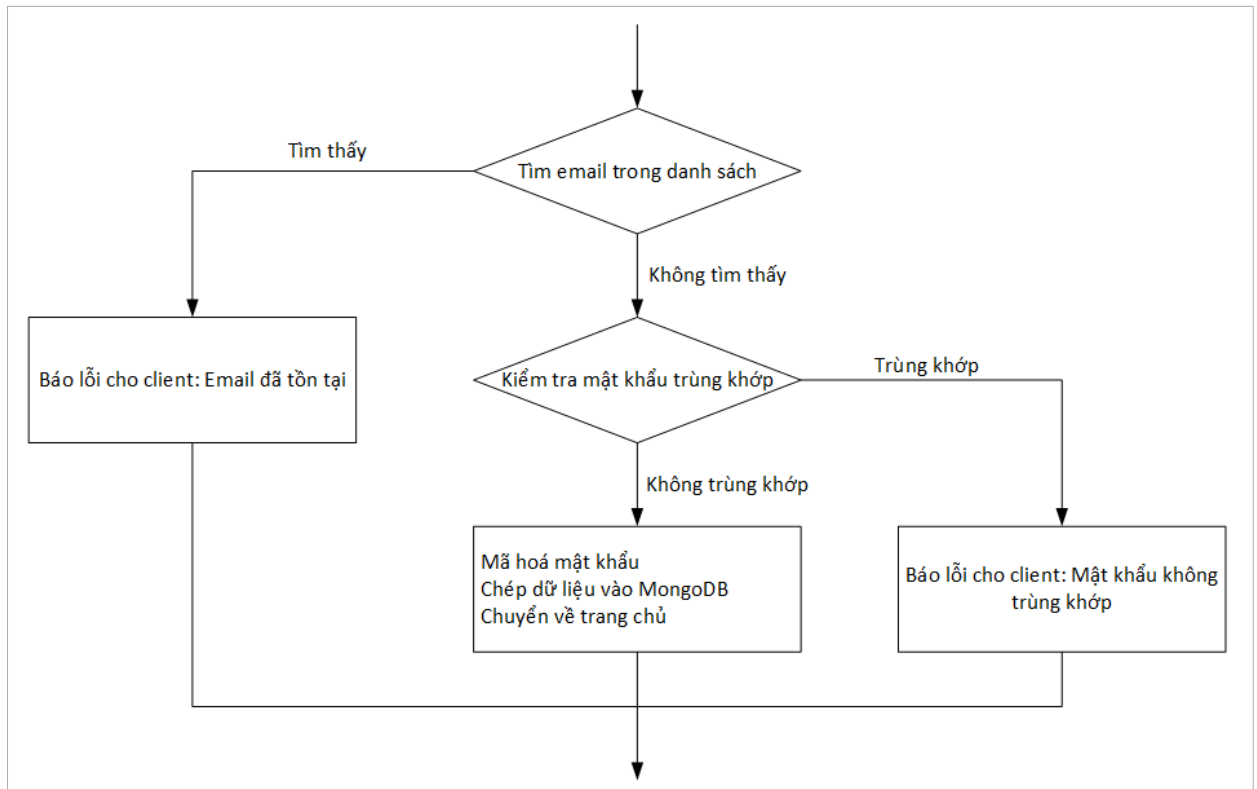 Tìm thấy
Tìm email trong danh sách
Không tìm thấy
Báo lỗi cho client: Email đã tồn tại
Kiểm tra mật khẩu trùng khớp
Trùng khớp
Không trùng khớp
Mã hoá mật khẩu
Chép dữ liệu vào MongoDB
Chuyển về trang chủ
Báo lỗi cho client: Mật khẩu không
trùng khớp